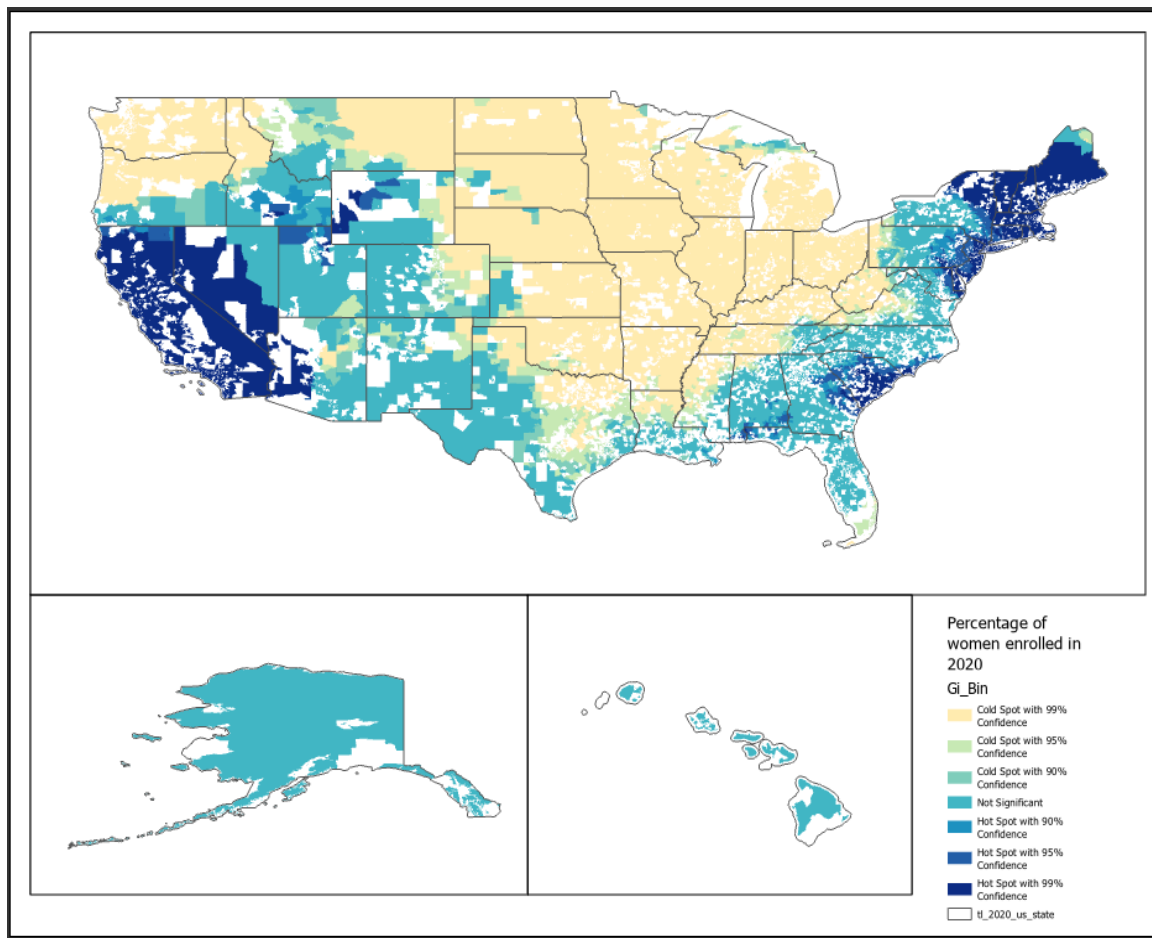 Percentage of
women enrolled in
2020
Gi_Bin
Cold Spot with 99%
Confidence
Cold Spot with 95%
Confidence
Cold Spot with 90%
Confidence
Not Significant
Hot Spot with 90%
Confidence
Hot Spot with 95%
Confidence
Hot Spot with 99%
Confidence
tl_2020_us_state